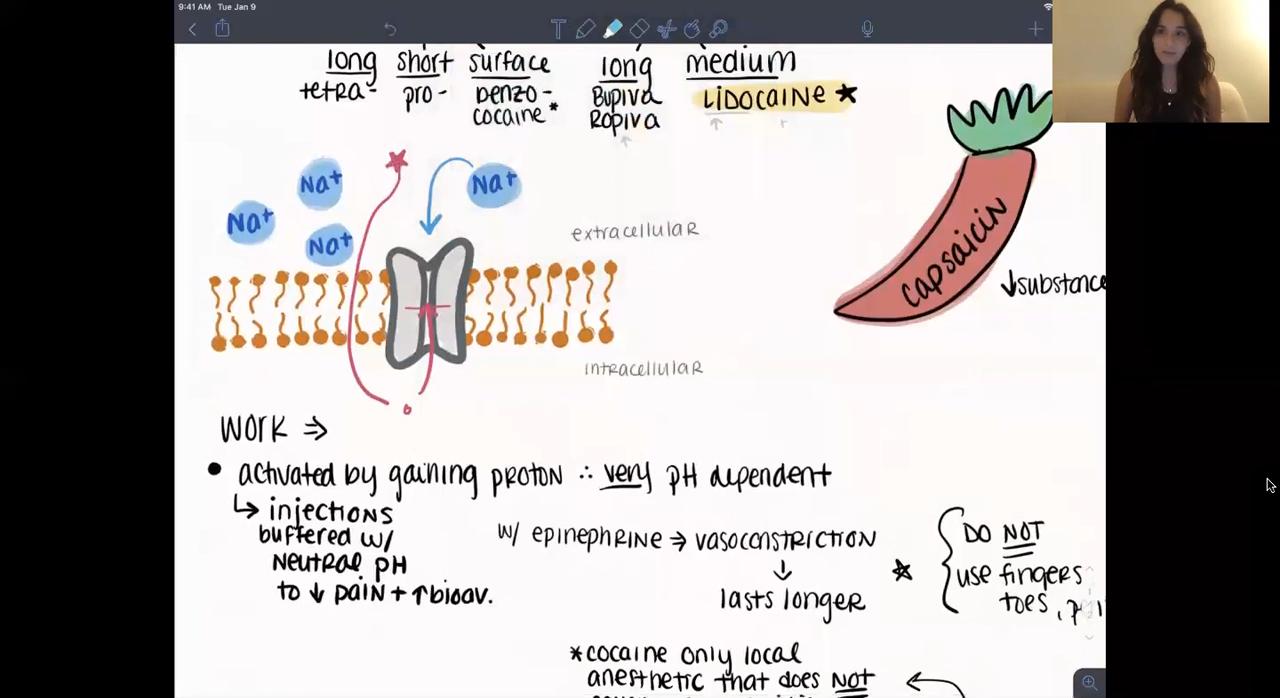 9:41 AM Tue Jan 9
long short surface long medium
tetra- pro- benzo- Bupiva LIDOCAINE
cocaine* Ropiva
Na+
Na+
Na+
Na+
extracellular
capsaicin
↓substance
intracellular
WORK ⇒
• activated by gaining proton ∴ very pH dependent
↳ injections
buffered w/
neutral pH
to ↓ pain + ↑bioav.
w/ epinephrine → vasoconstriction
↓
lasts longer
DO NOT
use fingers
toes,
*cocaine only local
anesthetic that does NOT